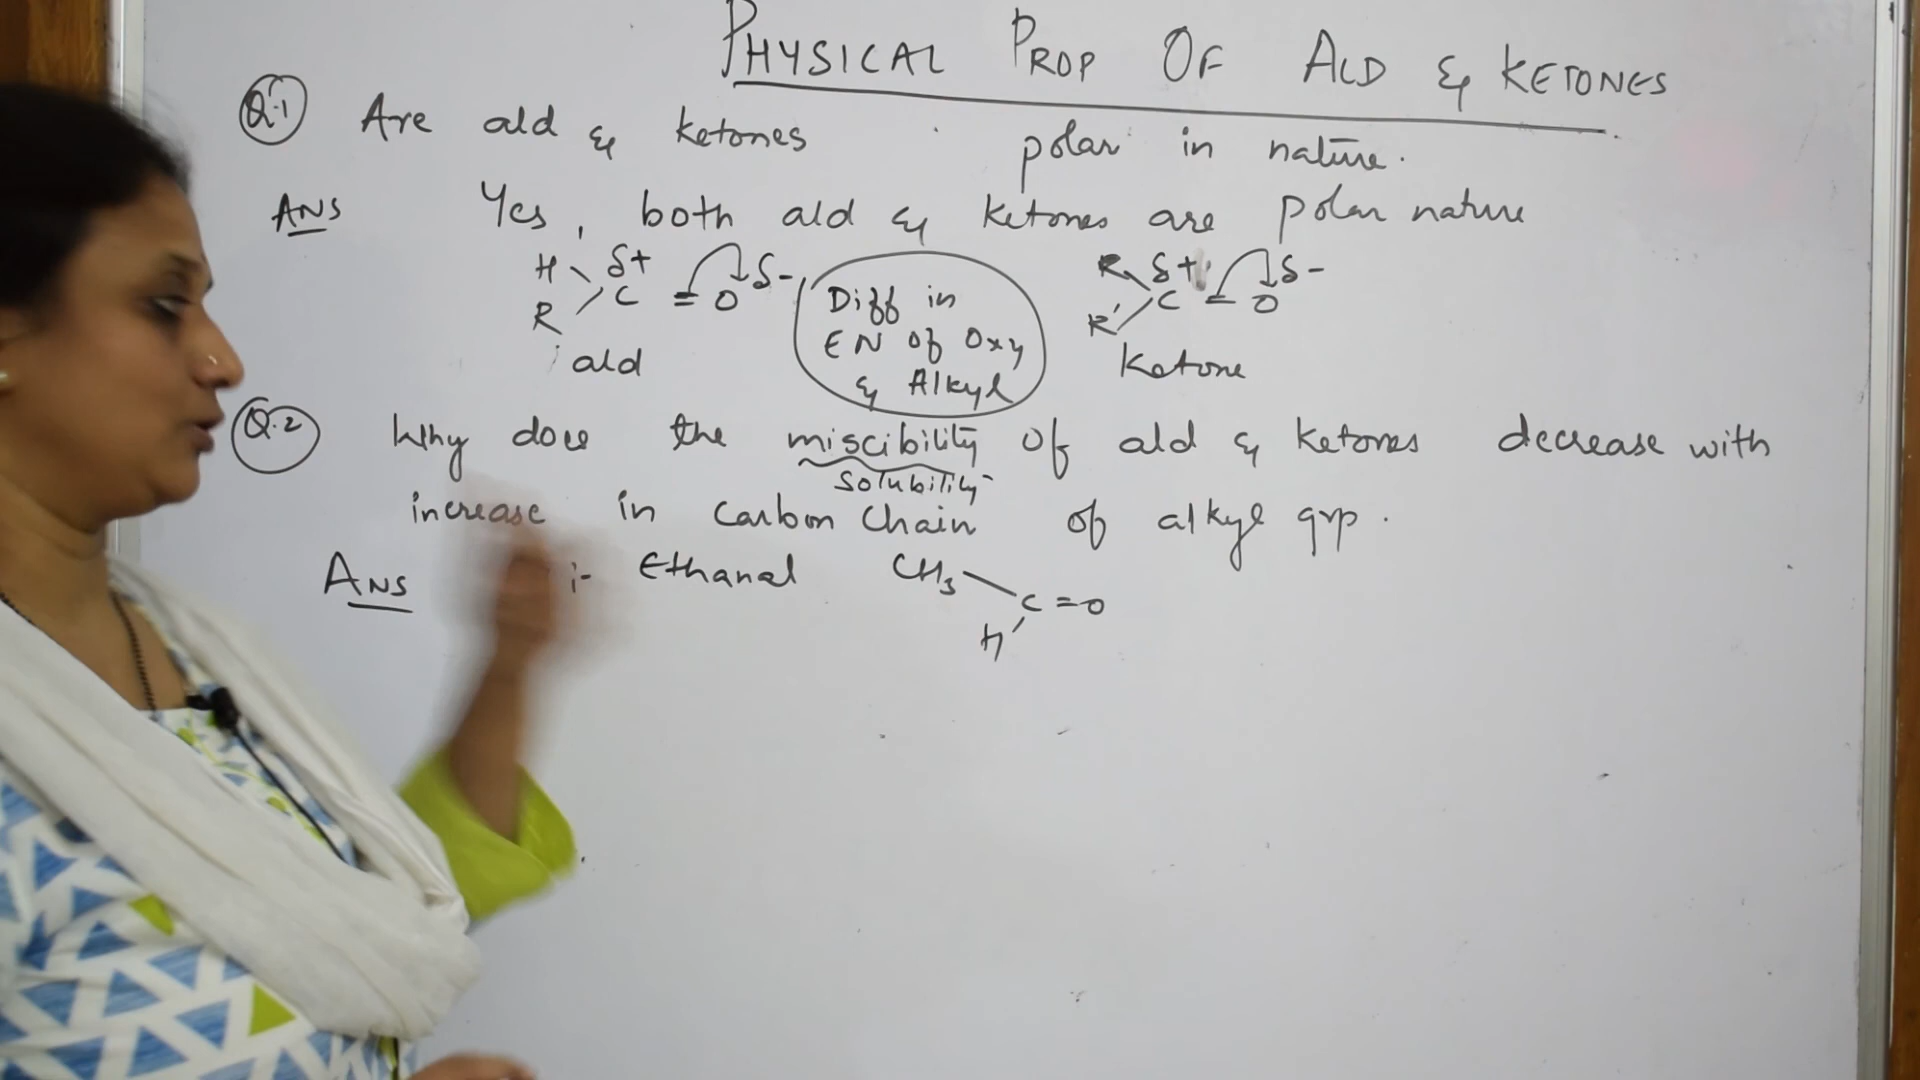 PHYSICAL PROP OF ALD & KETONES
Q.1 Are ald & ketones polar in nature.
ANS Yes, both ald & ketones are polar nature
H δ+ C = O δ- R
ald
Diff in
EN of Oxy
& Alkyl
R δ+ C = O δ- R'
Ketone
Q.2 Why does the miscibility of ald & ketones decrease with
solubility
increase in carbon chain of alkyl grp.
ANS :- Ethanal CH3
C=O
H